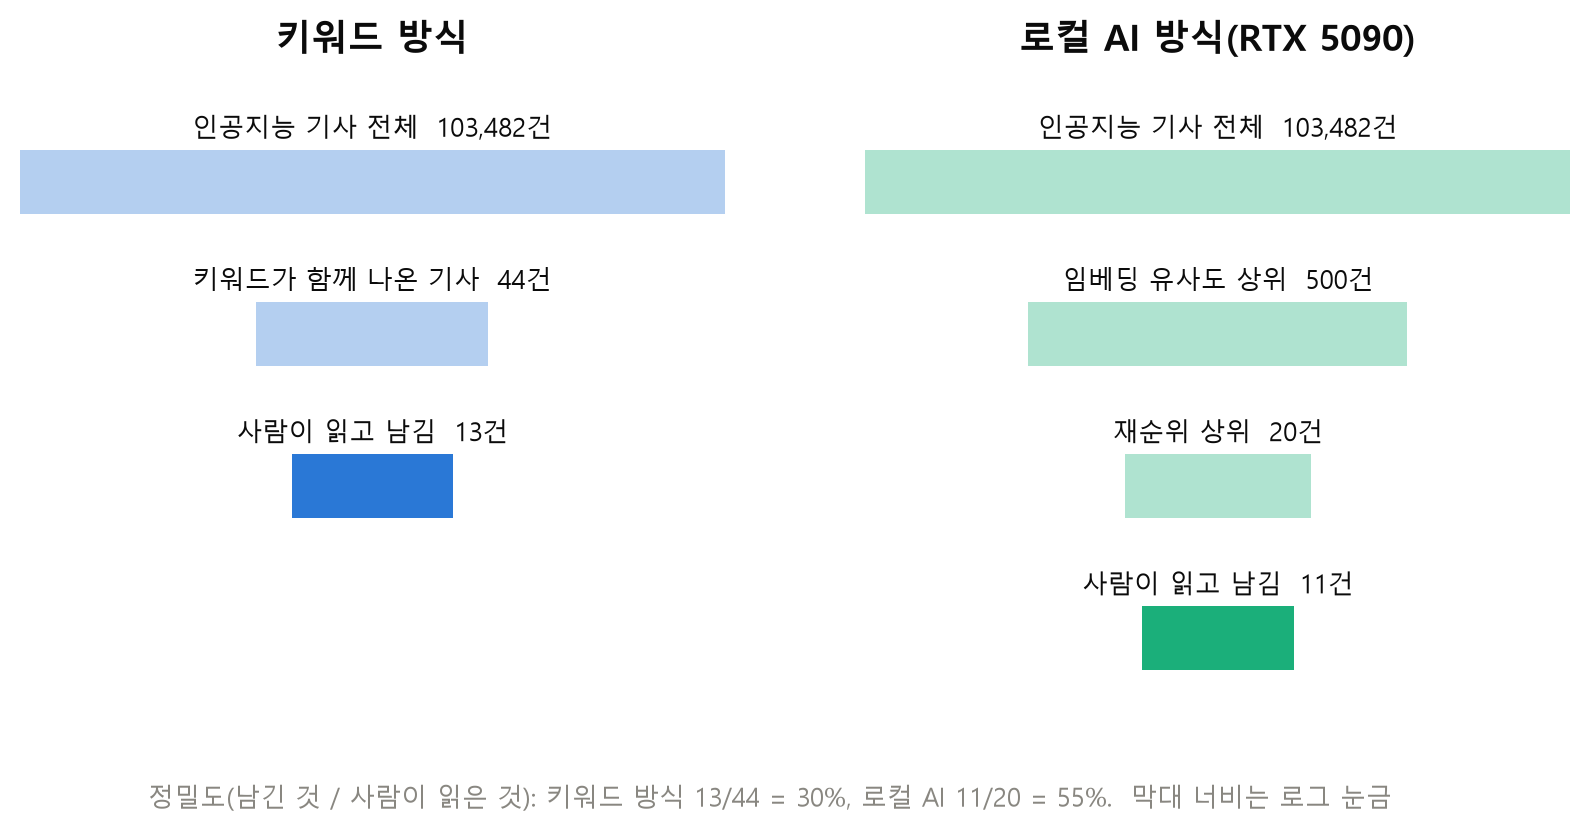 키워드 방식
인공지능 기사 전체 103,482건
키워드가 함께 나온 기사 44건
사람이 읽고 남김 13건
로컬 AI 방식(RTX 5090)
인공지능 기사 전체 103,482건
임베딩 유사도 상위 500건
재순위 상위 20건
사람이 읽고 남김 11건
정밀도(남긴 것 / 사람이 읽은 것): 키워드 방식 13/44 = 30%, 로컬 AI 11/20 = 55%. 막대 너비는 로그 눈금